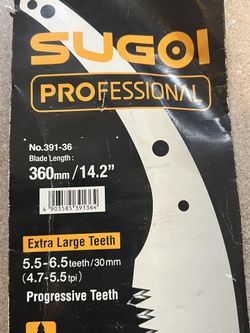 SUGOI
PROFESSIONAL
No.391-36
Blade Length :
360mm/14.2"
4 903585 391364
Extra Large Teeth
5.5-6.5teeth/30mm
(4.7-5.5tpi)
Progressive Teeth